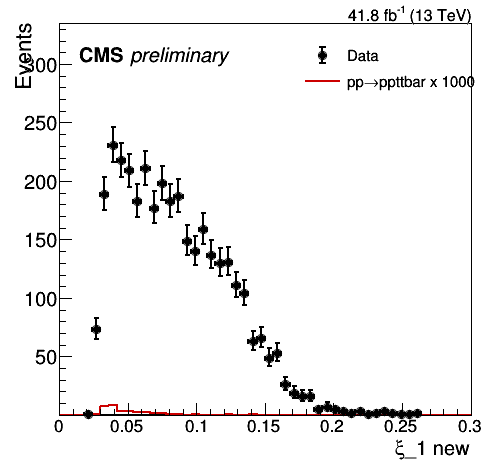 41.8 fb⁻¹ (13 TeV)
Events
CMS preliminary
Data
pp→ppttbar x 1000
300
250
200
150
100
50
0 0.05 0.1 0.15 0.2 0.25 0.3
ξ_1 new